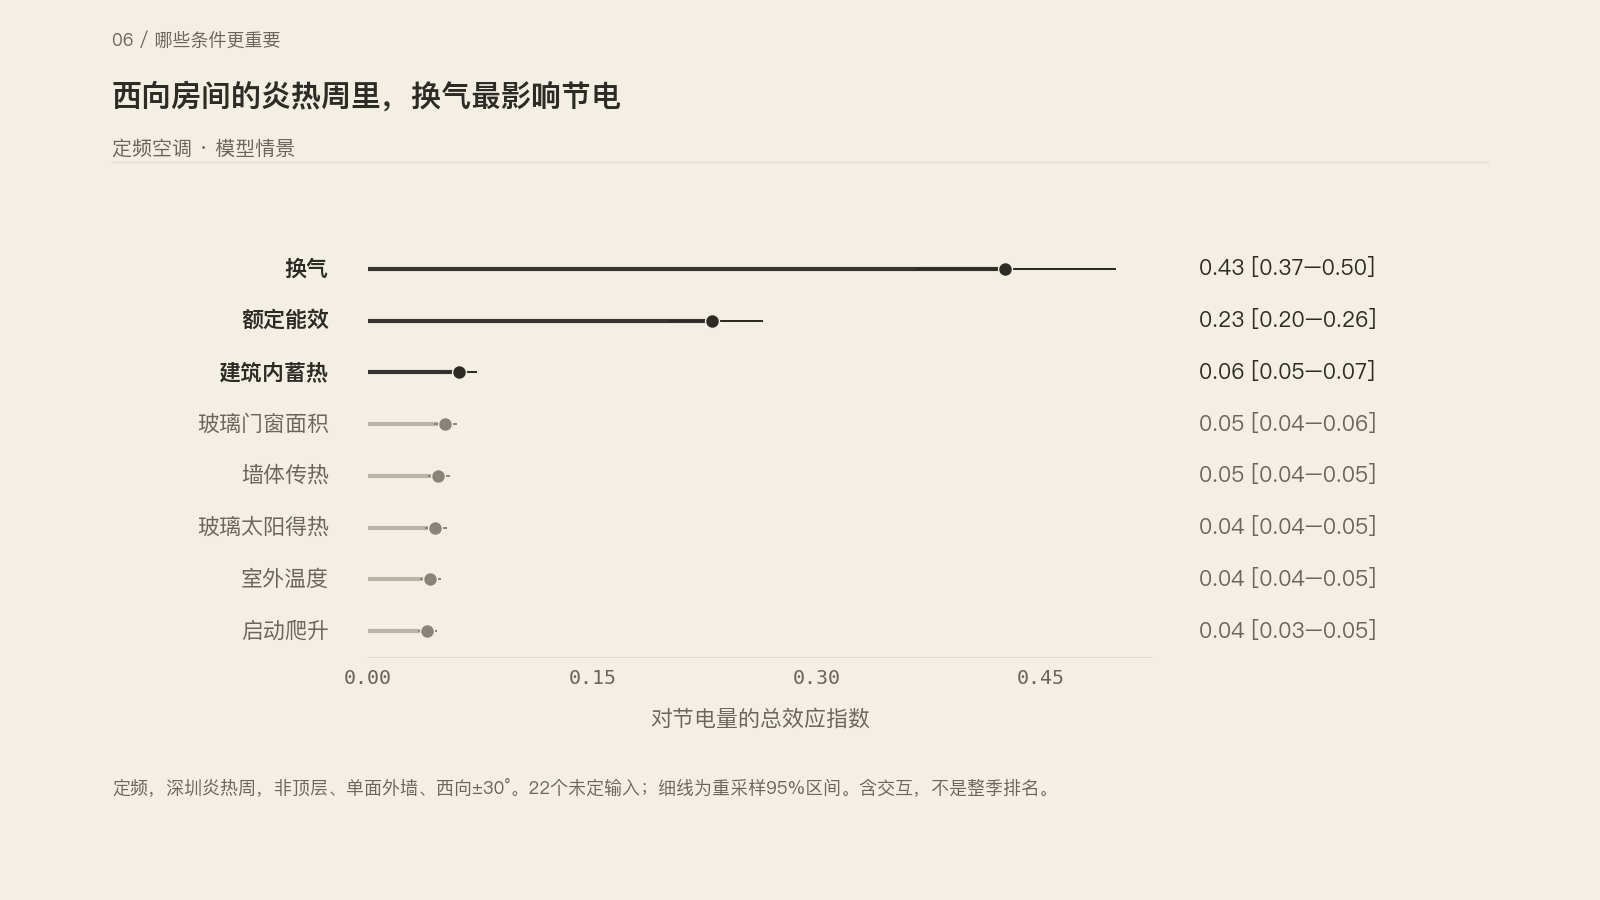 06 / 哪些条件更重要
西向房间的炎热周里，换气最影响节电
定频空调 · 模型情景
换气 0.43 [0.37—0.50]
额定能效 0.23 [0.20—0.26]
建筑内蓄热 0.06 [0.05—0.07]
玻璃门窗面积 0.05 [0.04—0.06]
墙体传热 0.05 [0.04—0.05]
玻璃太阳得热 0.04 [0.04—0.05]
室外温度 0.04 [0.04—0.05]
启动爬升 0.04 [0.03—0.05]
0.00 0.15 0.30 0.45
对节电量的总效应指数
定频，深圳炎热周，非顶层、单面外墙、西向±30°。22个未定输入；细线为重采样95%区间。含交互，不是整季排名。